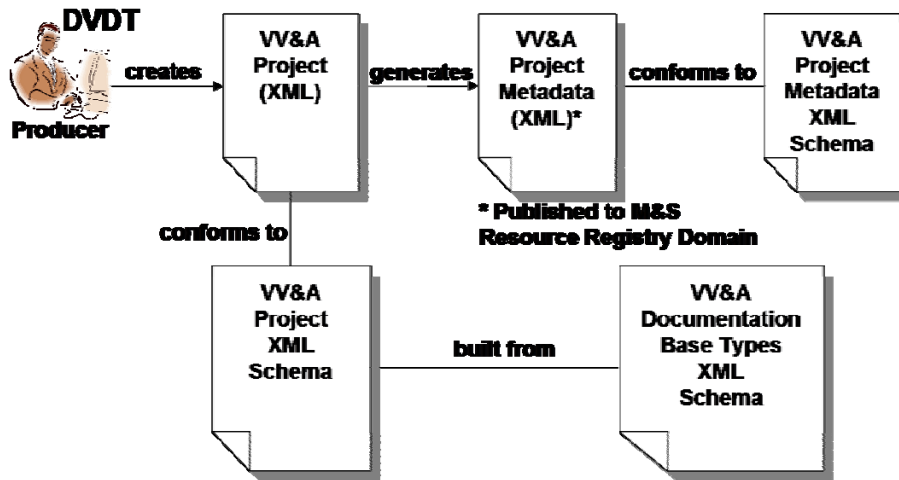 DVDT
Producer
creates
VV&A
Project
(XML)
generates
VV&A
Project
Metadata
(XML)*
conforms to
VV&A
Project
Metadata
XML
Schema
* Published to M&S
Resource Registry Domain
conforms to
VV&A
Project
XML
Schema
built from
VV&A
Documentation
Base Types
XML
Schema